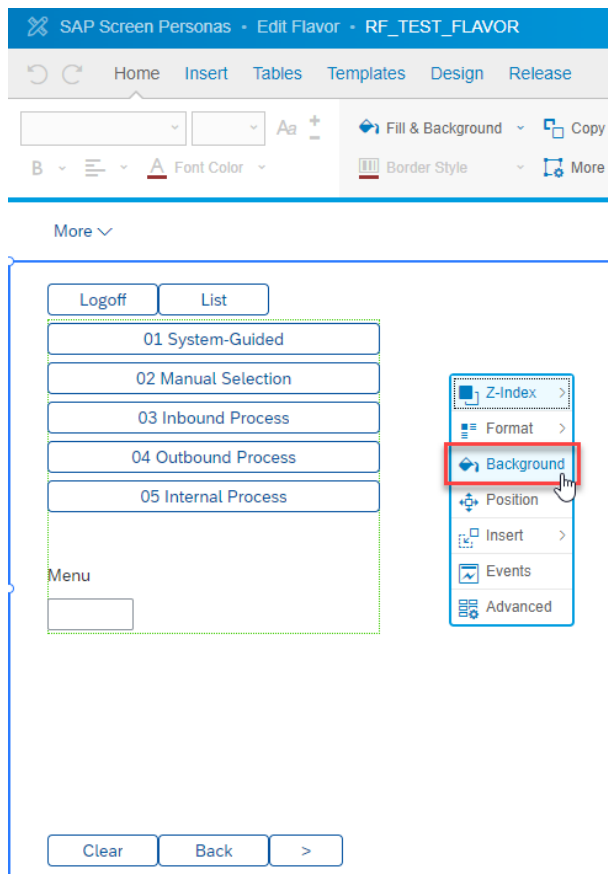 SAP Screen Personas • Edit Flavor • RF_TEST_FLAVOR
Home Insert Tables Templates Design Release
Aa Fill & Background Copy
B A Font Color Border Style More
More
Logoff List
01 System-Guided
02 Manual Selection
03 Inbound Process
04 Outbound Process
05 Internal Process
Menu
Z-Index
Format
Background
Position
Insert
Events
Advanced
Clear Back >